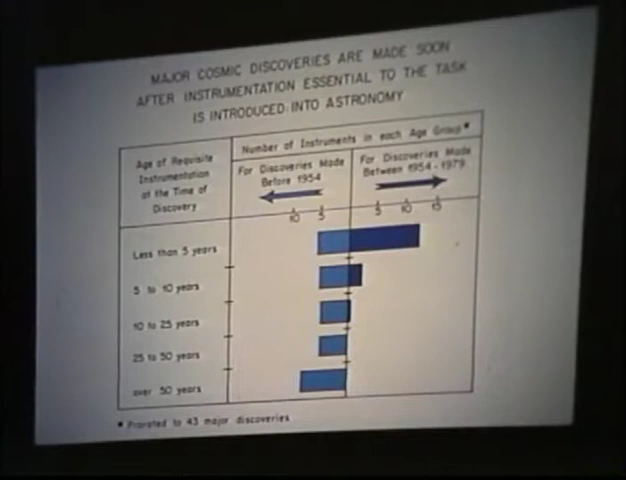 MAJOR COSMIC DISCOVERIES ARE MADE SOON
AFTER INSTRUMENTATION ESSENTIAL TO THE TASK
IS INTRODUCED INTO ASTRONOMY
Age of Requisite
Instrumentation
at the Time of
Discovery
Number of Instruments in each Age Group*
For Discoveries Made
Before 1954
For Discoveries Made
Between 1954-1979
10 5 5 10 15
Less than 5 years
5 to 10 years
10 to 25 years
25 to 50 years
over 50 years
* Prorated to 43 major discoveries